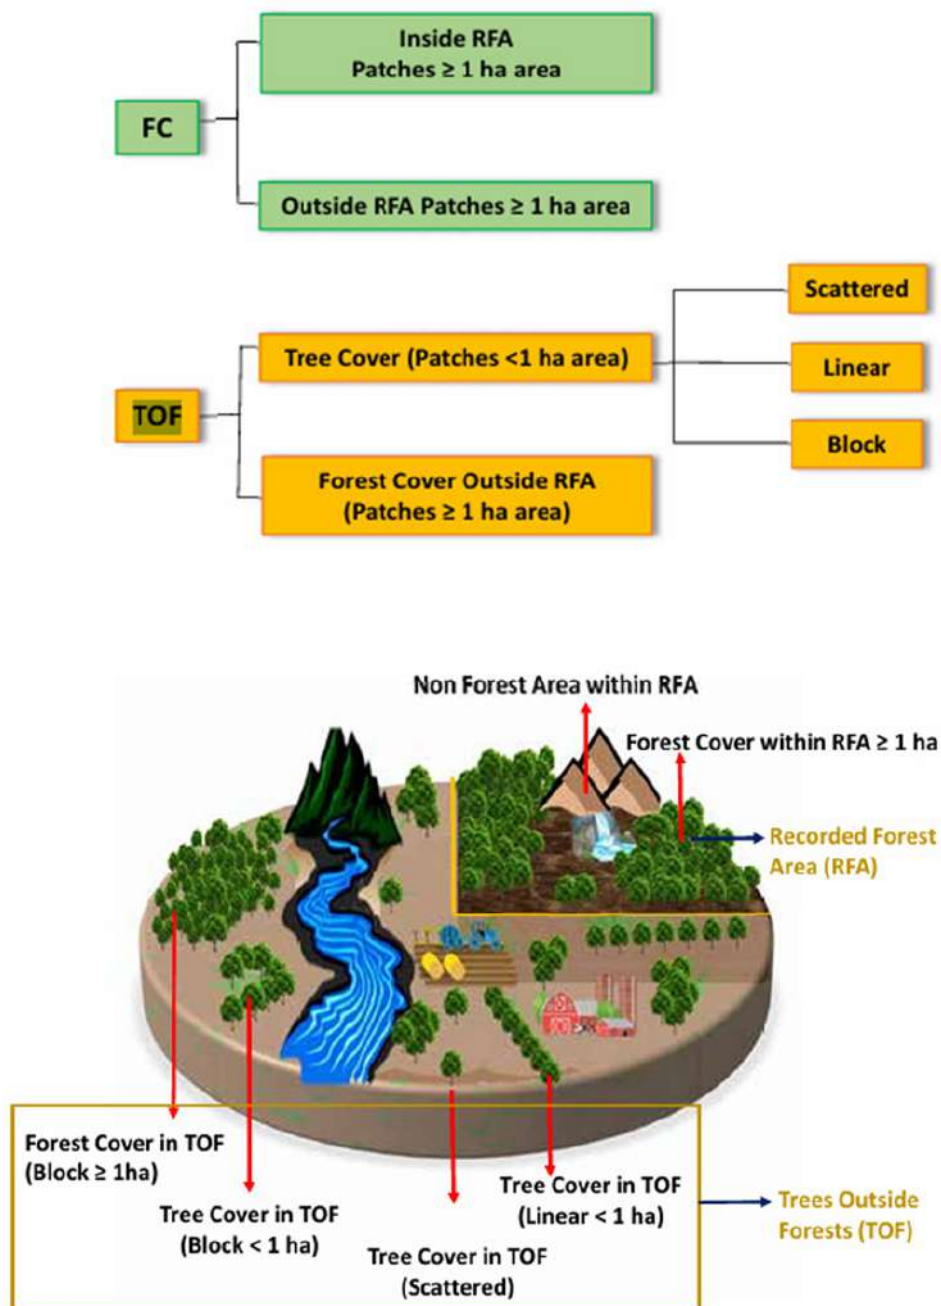 Inside RFA
Patches ≥ 1 ha area
FC
Outside RFA Patches ≥ 1 ha area
Scattered
Tree Cover (Patches <1 ha area)
Linear
TOF
Block
Forest Cover Outside RFA
(Patches ≥ 1 ha area)
Non Forest Area within RFA
Forest Cover within RFA ≥ 1 ha
Recorded Forest
Area (RFA)
Forest Cover in TOF
(Block ≥ 1ha)
Tree Cover in TOF
(Block < 1 ha)
Tree Cover in TOF
(Scattered)
Tree Cover in TOF
(Linear < 1 ha)
Trees Outside
Forests (TOF)